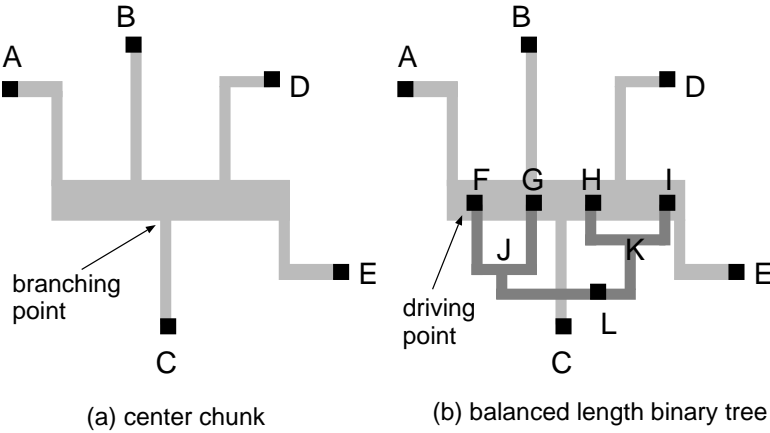 A
B
D
branching
point
E
C
(a) center chunk
A
B
D
F
G
H
I
J
K
E
driving
point
L
C
(b) balanced length binary tree